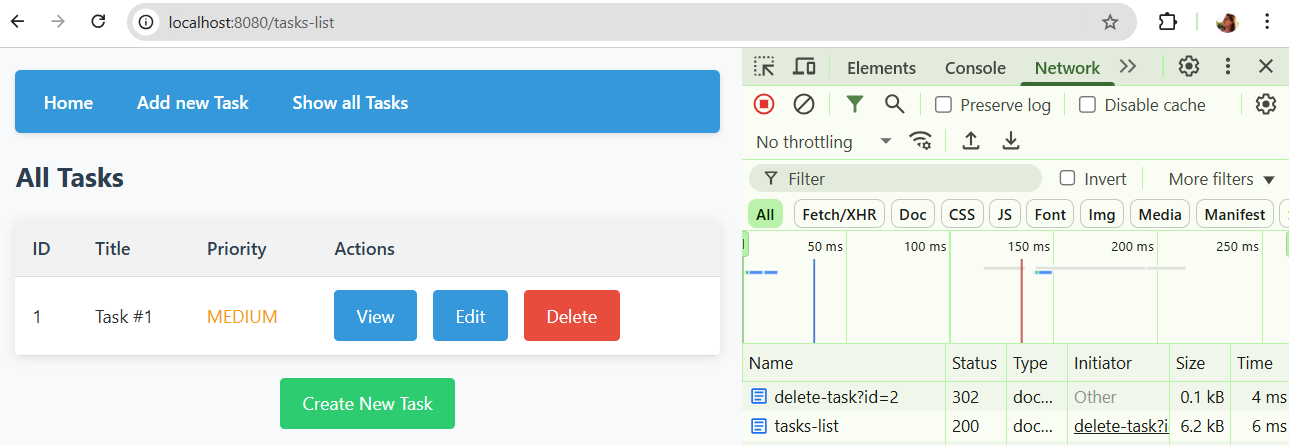 localhost:8080/tasks-list
Home Add new Task Show all Tasks
All Tasks
ID Title Priority Actions
1 Task #1 MEDIUM View Edit Delete
Create New Task
Elements Console Network
Preserve log Disable cache
No throttling
Filter Invert More filters
All Fetch/XHR Doc CSS JS Font Img Media Manifest
50 ms 100 ms 150 ms 200 ms 250 ms
Name Status Type Initiator Size Time
delete-task?id=2 302 doc... Other 0.1 kB 4 ms
tasks-list 200 doc... delete-task?i 6.2 kB 6 ms